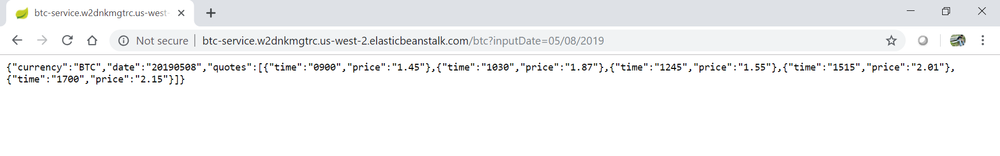 btc-service.w2dnkmgtrc.us-west-
Not secure | btc-service.w2dnkmgtrc.us-west-2.elasticbeanstalk.com/btc?inputDate=05/08/2019
{"currency":"BTC","date":"20190508","quotes":[{"time":"0900","price":"1.45"},{"time":"1030","price":"1.87"},{"time":"1245","price":"1.55"},{"time":"1515","price":"2.01"},
{"time":"1700","price":"2.15"}]}